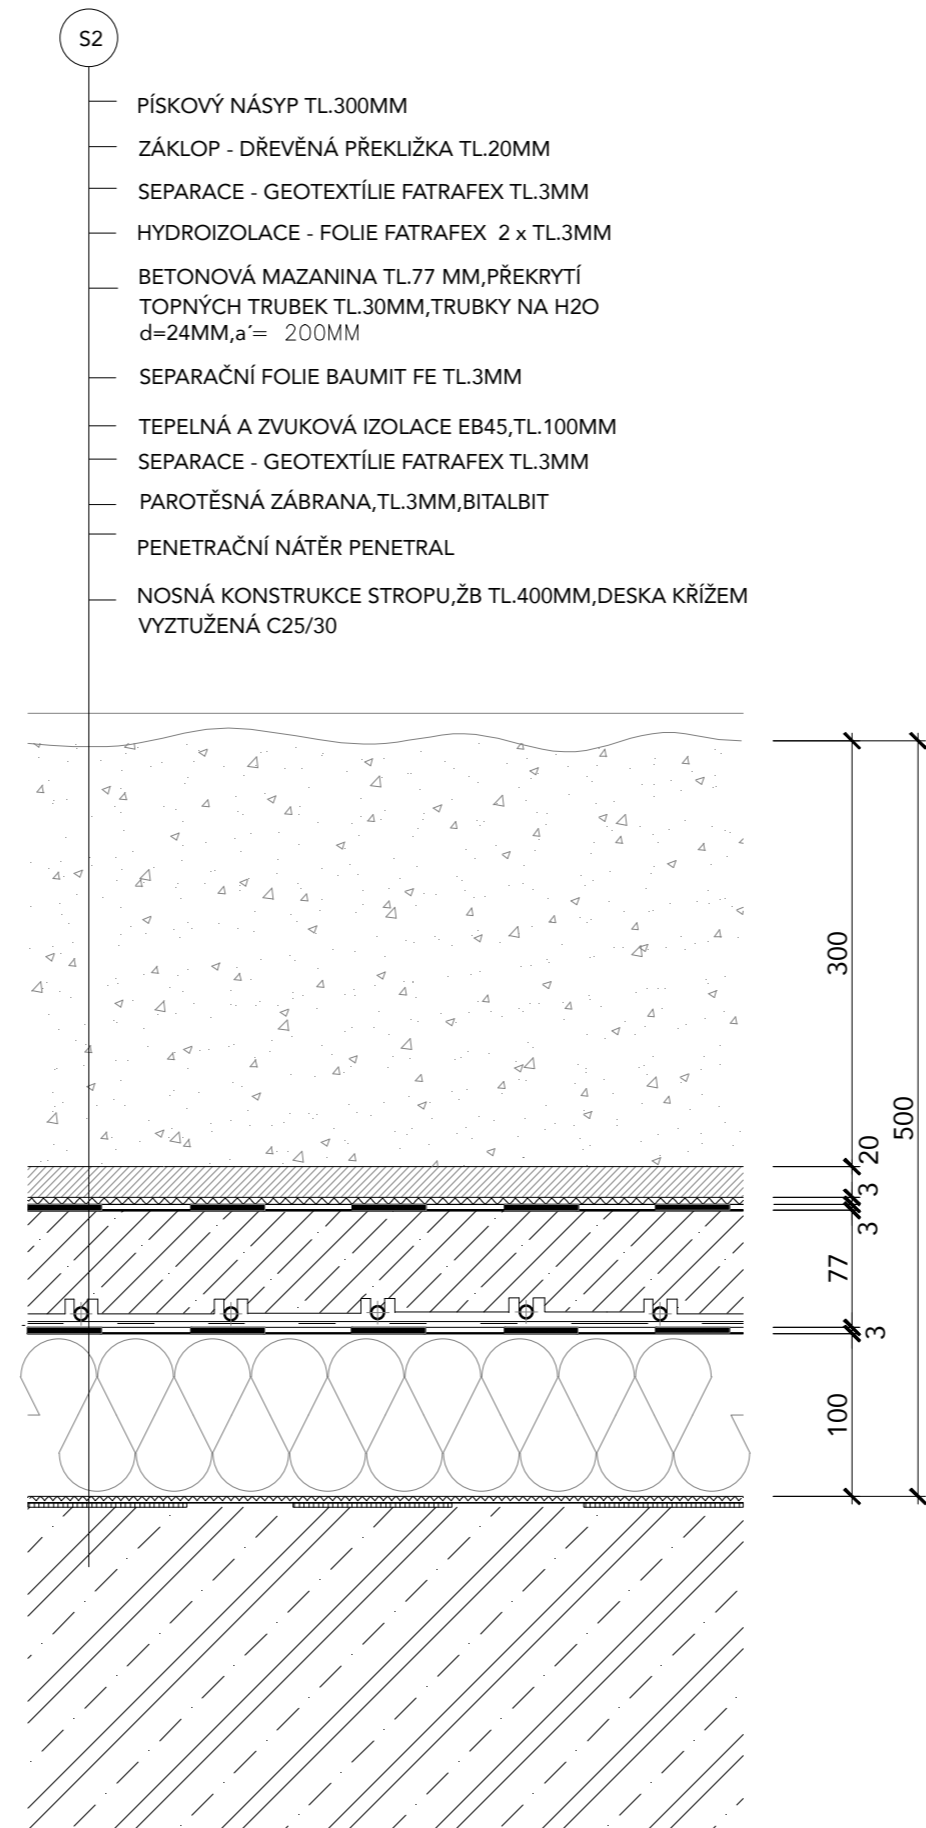 S2
PÍSKOVÝ NÁSYP TL.300MM
ZÁKLOP - DŘEVĚNÁ PŘEKLIŽKA TL.20MM
SEPARACE - GEOTEXTÍLIE FATRAFEX TL.3MM
HYDROIZOLACE - FOLIE FATRAFEX 2 x TL.3MM
BETONOVÁ MAZANINA TL.77 MM,PŘEKRYTÍ
TOPNÝCH TRUBEK TL.30MM,TRUBKY NA H2O
d=24MM,a´= 200MM
SEPARAČNÍ FOLIE BAUMIT FE TL.3MM
TEPELNÁ A ZVUKOVÁ IZOLACE EB45,TL.100MM
SEPARACE - GEOTEXTÍLIE FATRAFEX TL.3MM
PAROTĚSNÁ ZÁBRANA,TL.3MM,BITALBIT
PENETRAČNÍ NÁTĚR PENETRAL
NOSNÁ KONSTRUKCE STROPU,ŽB TL.400MM,DESKA KŘÍŽEM
VYZTUŽENÁ C25/30
300
500
20
3
3
77
3
100